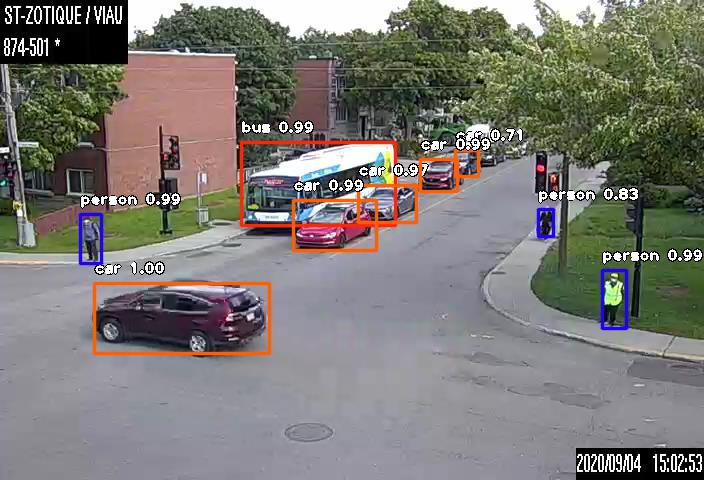 ST-ZOTIQUE / VIAU
874-501 *
bus 0.99
car 0.71
car 0.99
car 0.97
car 0.99
person 0.99
person 0.83
person 0.99
car 1.00
2020/09/04 15:02:53